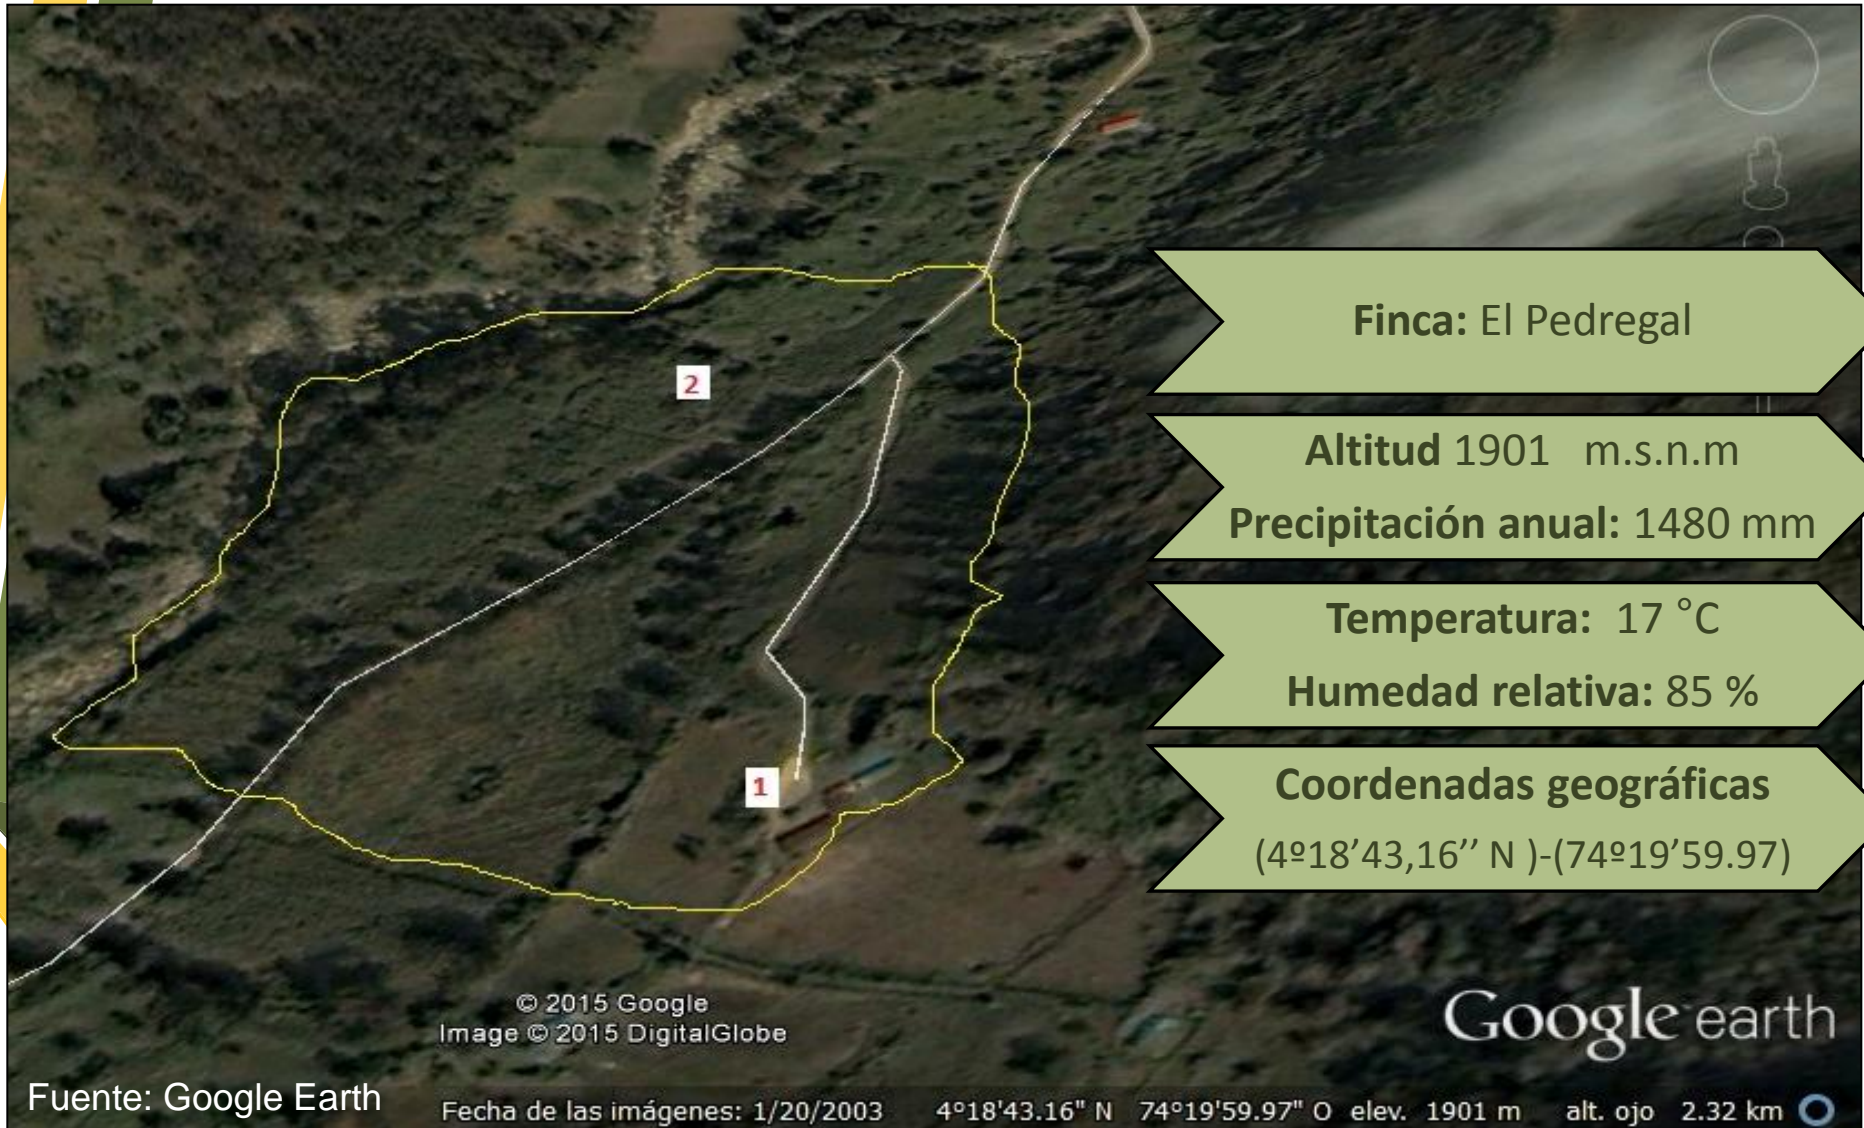 2
1
Finca: El Pedregal
Altitud 1901 m.s.n.m
Precipitación anual: 1480 mm
Temperatura: 17 °C
Humedad relativa: 85 %
Coordenadas geográficas
(4º18’43,16’’ N )-(74º19’59.97)
© 2015 Google
Image © 2015 DigitalGlobe
Google earth
Fuente: Google Earth
Fecha de las imágenes: 1/20/2003 4º18'43.16" N 74º19'59.97" O elev. 1901 m alt. ojo 2.32 km